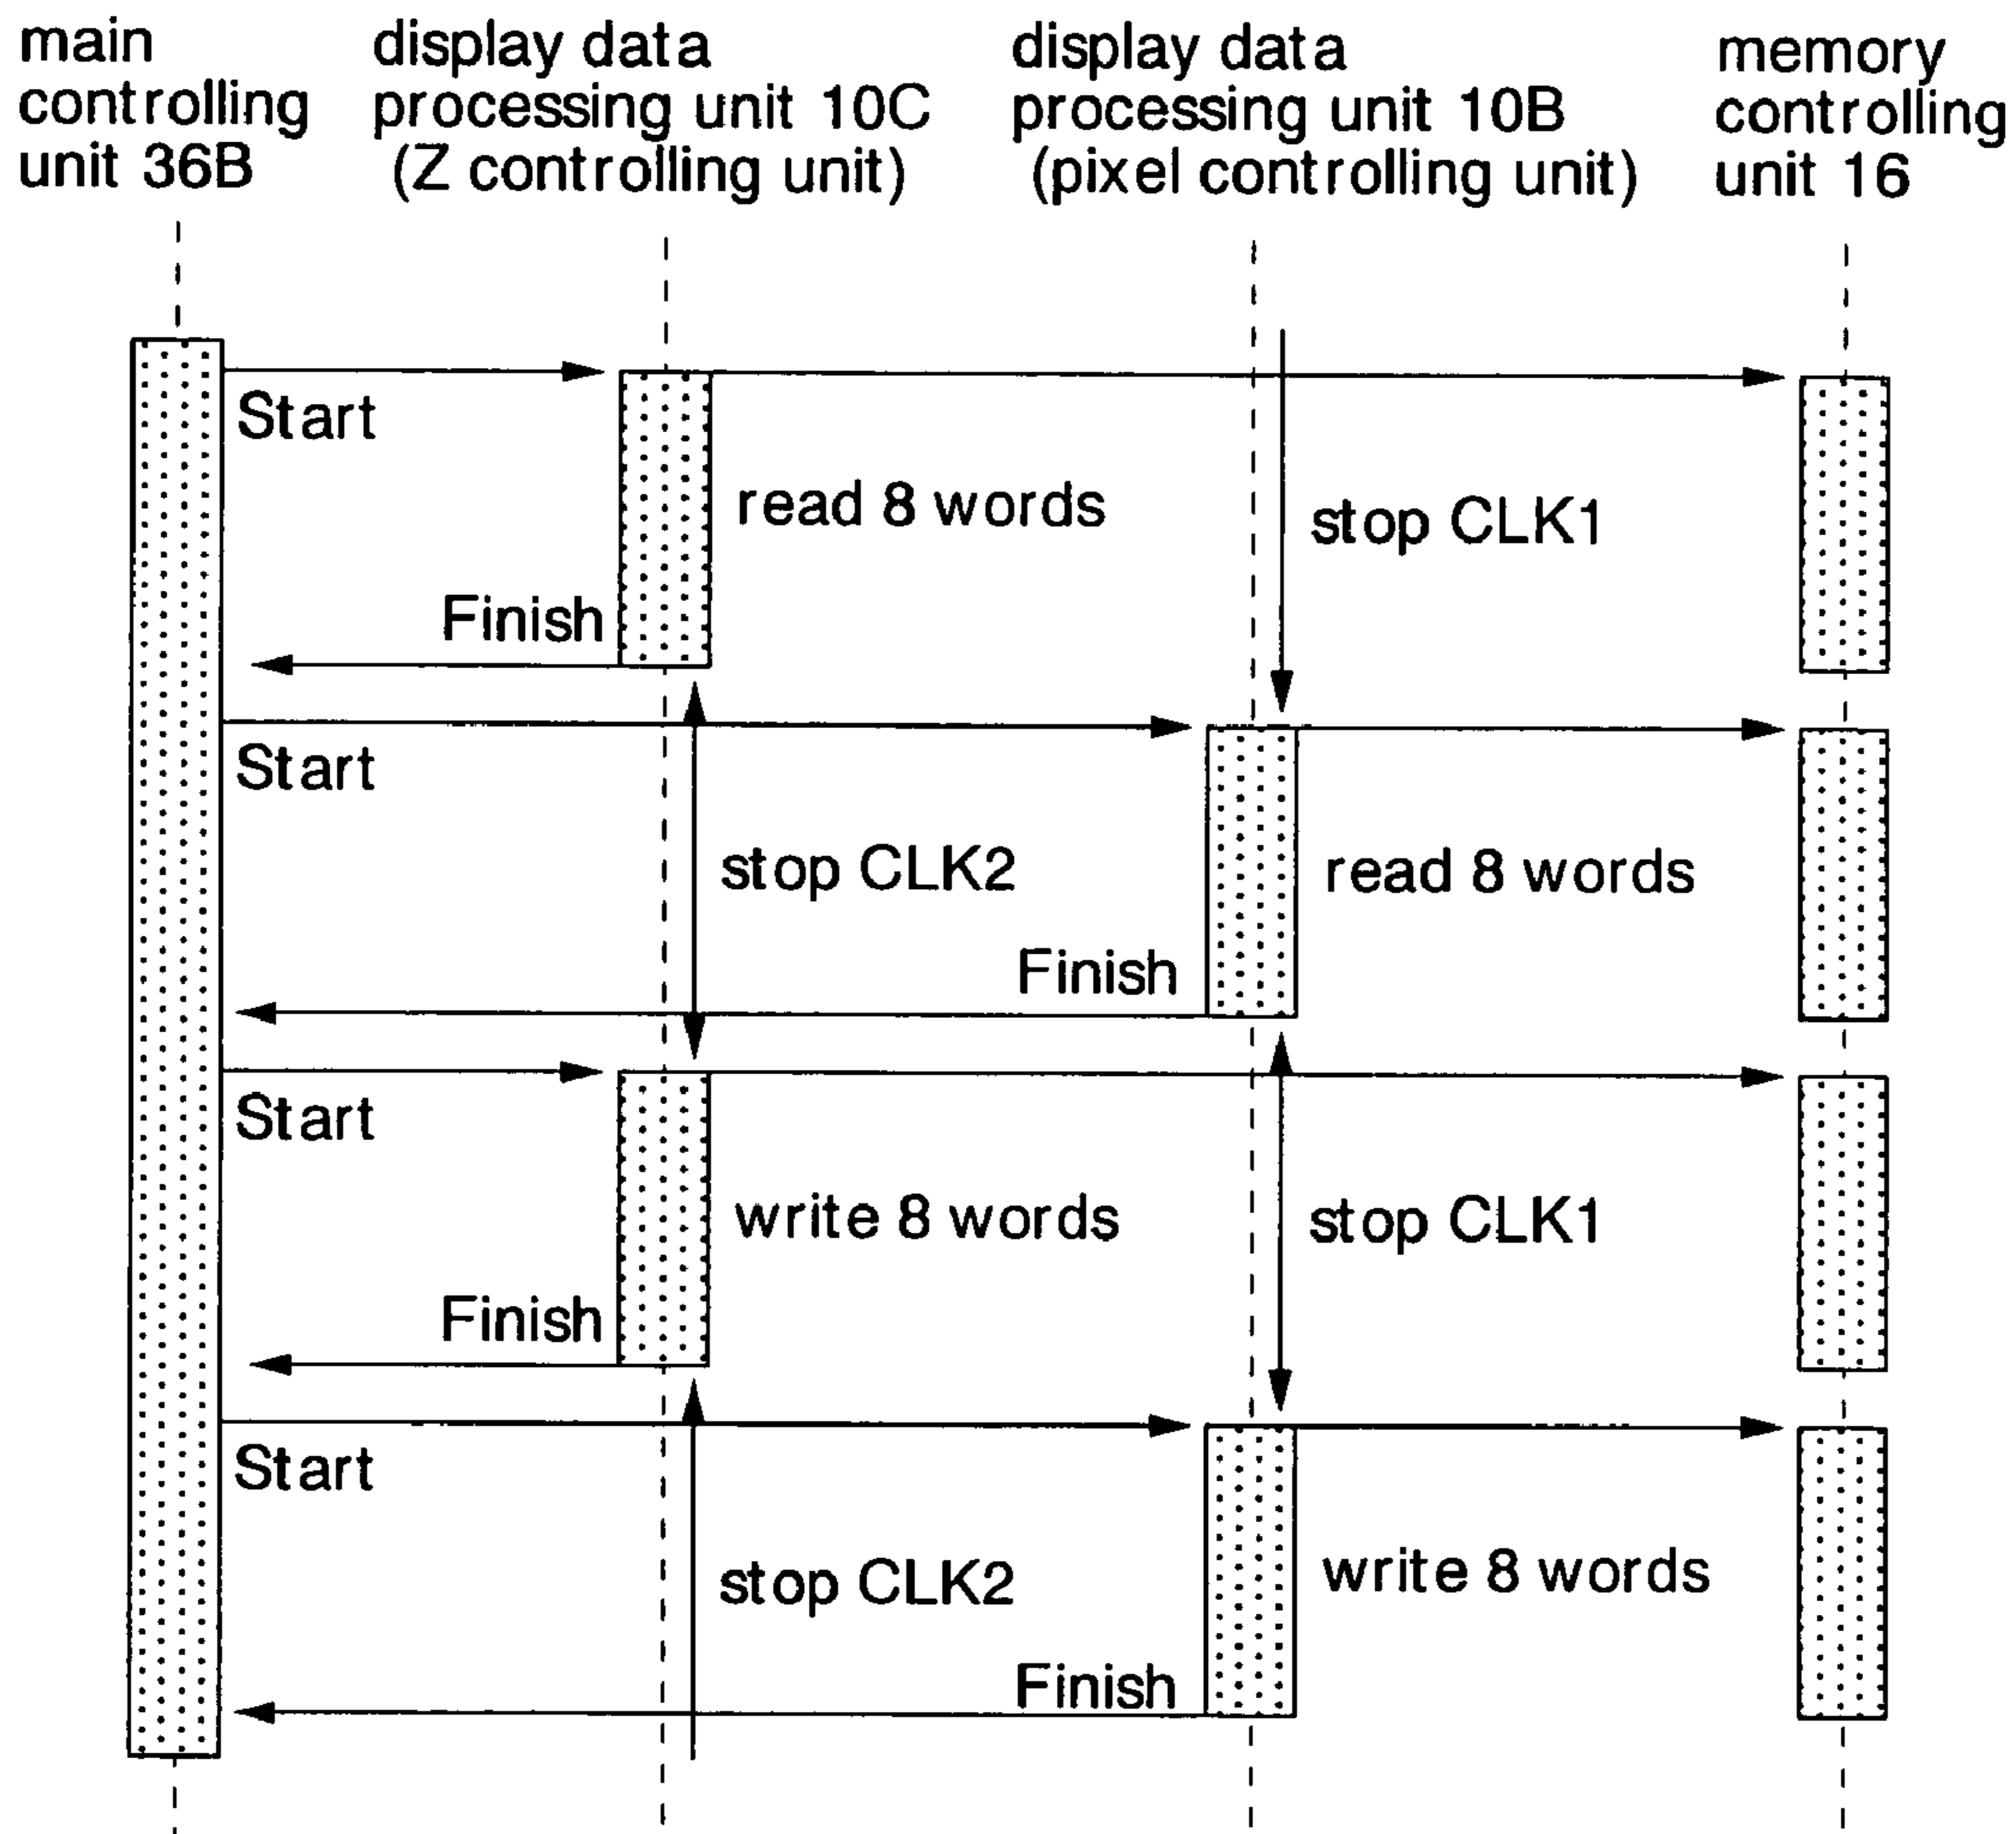 main
controlling
unit 36B
display data
processing unit 10C
(Z controlling unit)
display data
processing unit 10B
(pixel controlling unit)
memory
controlling
unit 16
Start
read 8 words
stop CLK1
Finish
Start
stop CLK2
read 8 words
Finish
Start
write 8 words
stop CLK1
Finish
Start
stop CLK2
write 8 words
Finish